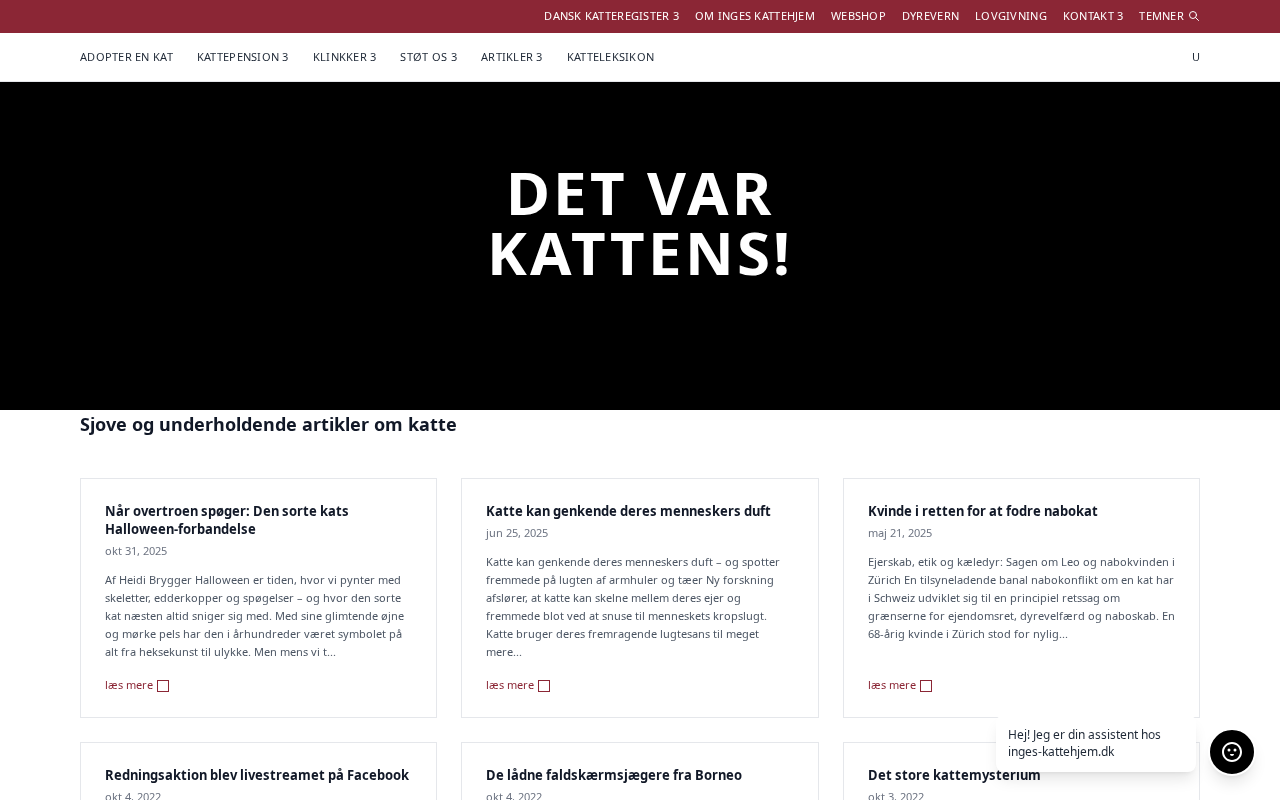 DANSK KATTEREGISTER 3 OM INGES KATTEHJEM WEBSHOP DYREVERN LOVGIVNING KONTAKT 3 TEMNER
ADOPTER EN KAT KATTEPENSION 3 KLINKKER 3 STØT OS 3 ARTIKLER 3 KATTELEKSIKON U
DET VAR
KATTENS!
Sjove og underholdende artikler om katte
Når overtroen spøger: Den sorte kats
Halloween-forbandelse
okt 31, 2025
Af Heidi Brygger Halloween er tiden, hvor vi pynter med
skeletter, edderkopper og spøgelser – og hvor den sorte
kat næsten altid sniger sig med. Med sine glimtende øjne
og mørke pels har den i århundreder været symbolet på
alt fra heksekunst til ulykke. Men mens vi t...
læs mere
Katte kan genkende deres menneskers duft
jun 25, 2025
Katte kan genkende deres menneskers duft – og spotter
fremmede på lugten af armhuler og tæer Ny forskning
afslører, at katte kan skelne mellem deres ejer og
fremmede blot ved at snuse til menneskets kropslugt.
Katte bruger deres fremragende lugtesans til meget
mere...
læs mere
Kvinde i retten for at fodre nabokat
maj 21, 2025
Ejerskab, etik og kæledyr: Sagen om Leo og nabokvinden i
Zürich En tilsyneladende banal nabokonflikt om en kat har
i Schweiz udviklet sig til en principiel retssag om
grænserne for ejendomsret, dyrevelfærd og naboskab. En
68-årig kvinde i Zürich stod for nylig...
læs mere
Redningsaktion blev livestreamet på Facebook
okt 4, 2022
De lådne faldskærmsjægere fra Borneo
okt 4, 2022
Det store kattemysterium
okt 3, 2022
Hej! Jeg er din assistent hos
inges-kattehjem.dk